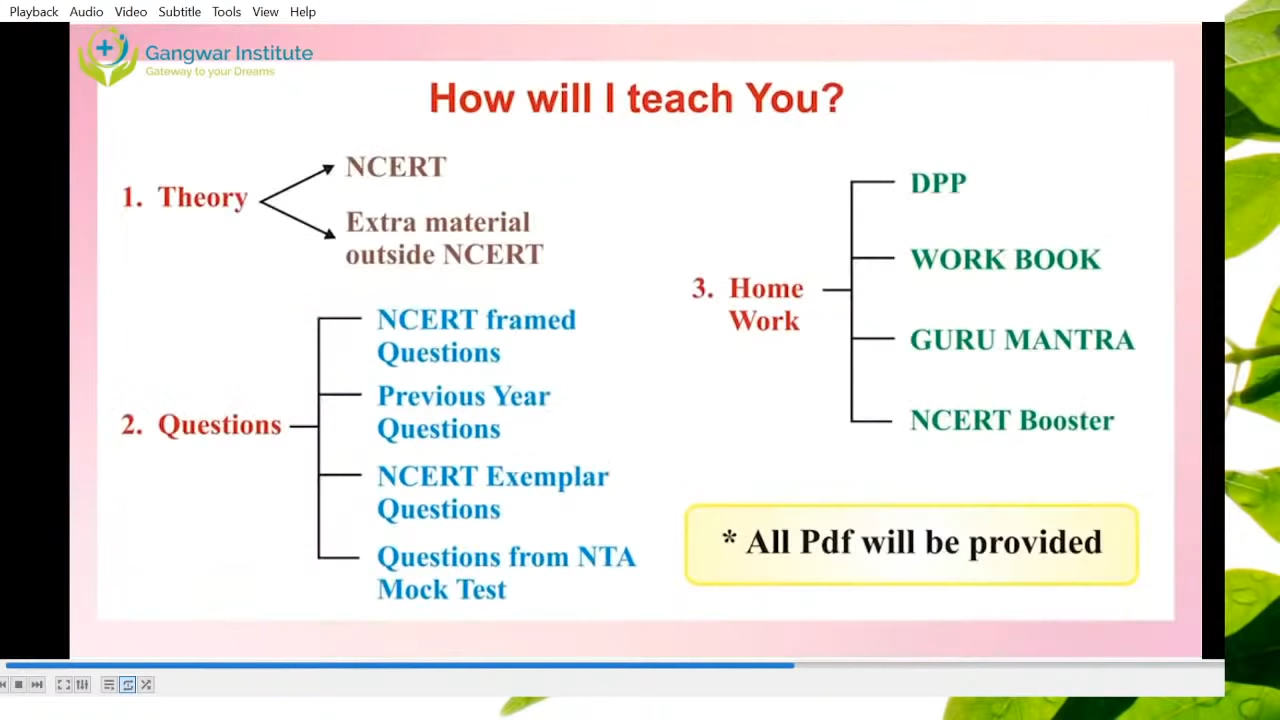 Playback Audio Video Subtitle Tools View Help
Gangwar Institute
Gateway to your Dreams
How will I teach You?
1. Theory
NCERT
Extra material
outside NCERT
2. Questions
NCERT framed
Questions
Previous Year
Questions
NCERT Exemplar
Questions
Questions from NTA
Mock Test
3. Home
Work
DPP
WORK BOOK
GURU MANTRA
NCERT Booster
* All Pdf will be provided